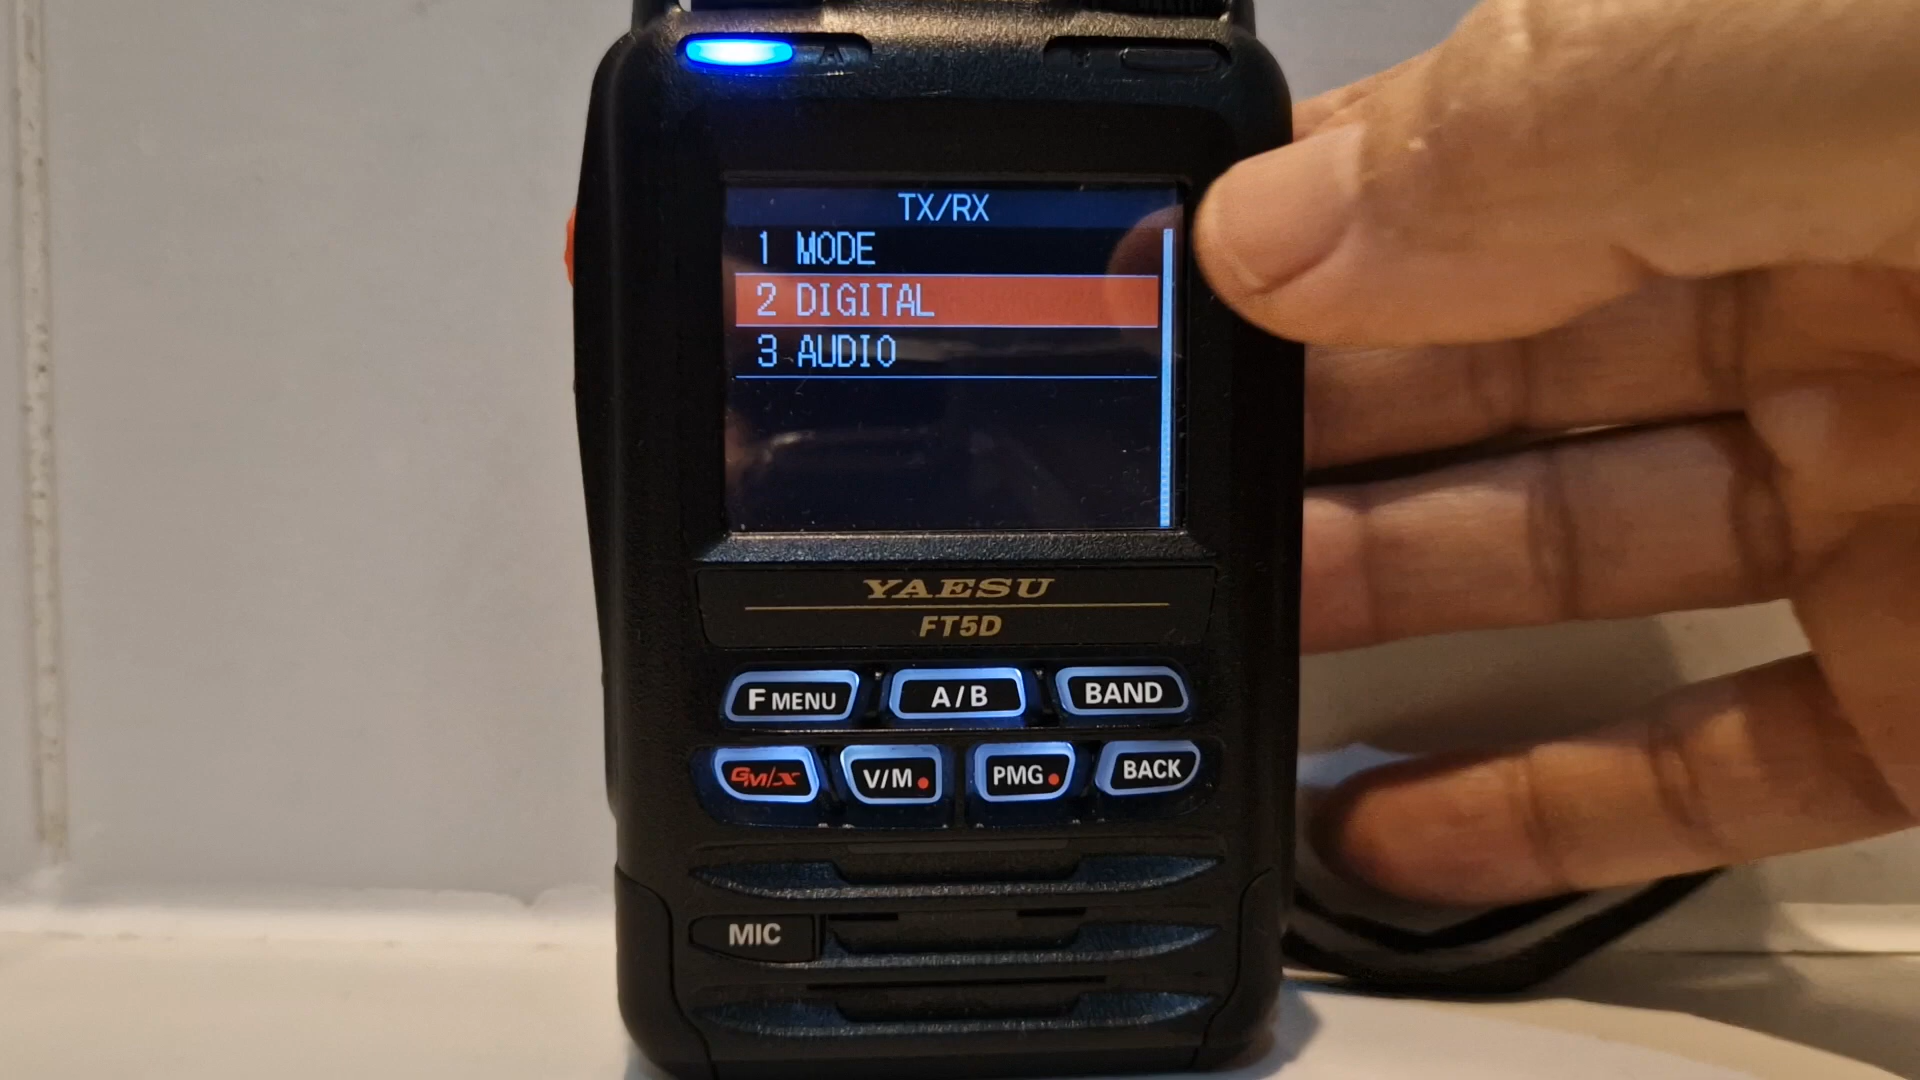 A
TX/RX
1 MODE
2 DIGITAL
3 AUDIO
YAESU
FT5D
F MENU
A/B
BAND
GM/X
V/M
PMG
BACK
MIC